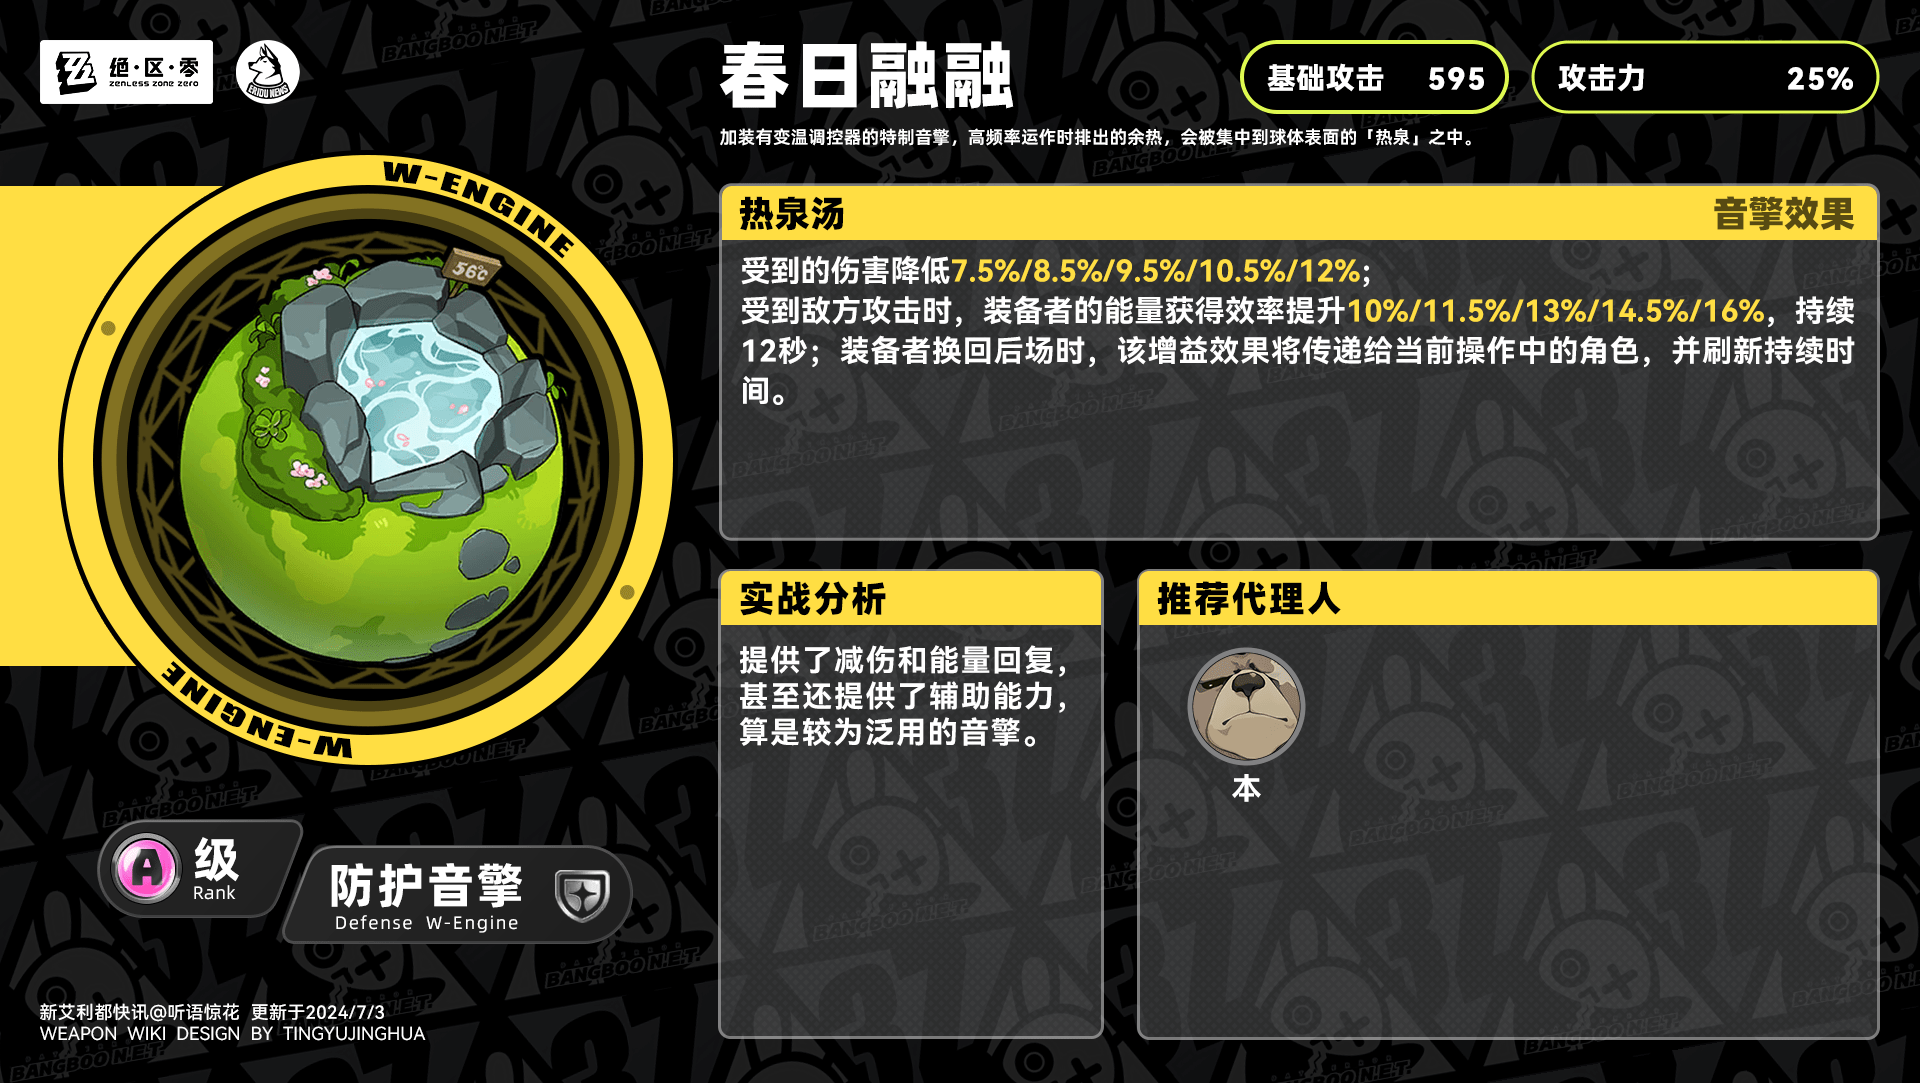 绝·区·零
ZENLESS ZONE ZERO
ERIDU NEWS
春日融融
基础攻击 595
攻击力 25%
加装有变温调控器的特制音擎，高频率运作时排出的余热，会被集中到球体表面的「热泉」之中。
W-ENGINE
56℃
W-ENGINE
热泉汤
音擎效果
受到的伤害降低7.5%/8.5%/9.5%/10.5%/12%;
受到敌方攻击时，装备者的能量获得效率提升10%/11.5%/13%/14.5%/16%，持续
12秒；装备者换回后场时，该增益效果将传递给当前操作中的角色，并刷新持续时
间。
实战分析
提供了减伤和能量回复，
甚至还提供了辅助能力，
算是较为泛用的音擎。
推荐代理人
本
A 级
Rank
防护音擎
Defense W-Engine
新艾利都快讯@听语惊花 更新于2024/7/3
WEAPON WIKI DESIGN BY TINGYUJINGHUA
BANGBOO N.E.T.